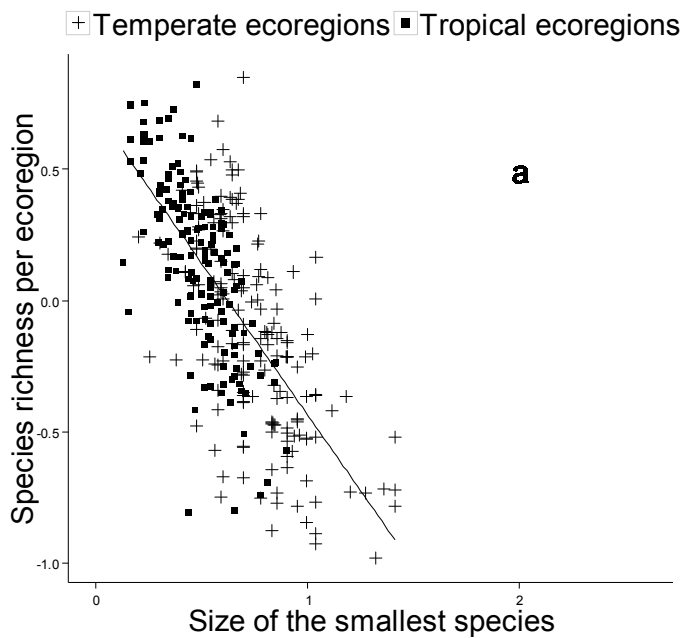 Temperate ecoregions Tropical ecoregions
a
Species richness per ecoregion
0.5
0.0
-0.5
-1.0
0 1 2
Size of the smallest species